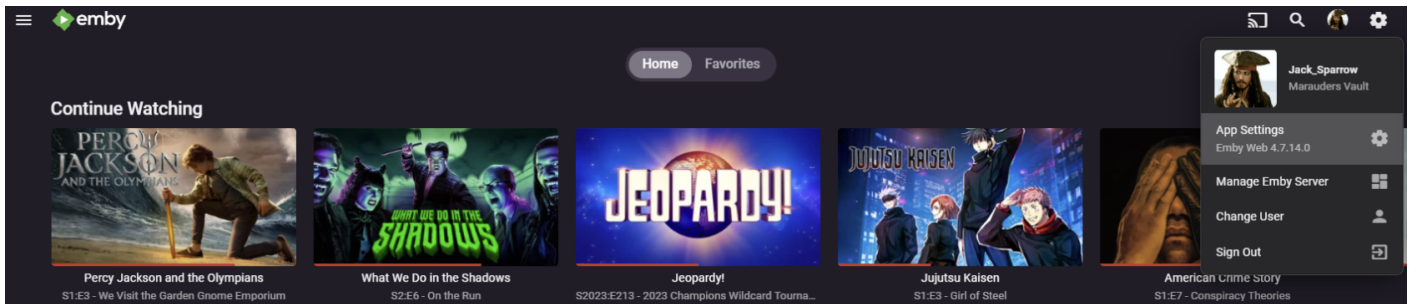 emby
Home Favorites
Jack_Sparrow
Marauders Vault
App Settings
Emby Web 4.7.14.0
Manage Emby Server
Change User
Sign Out
Continue Watching
PERCY
JACKSON
AND THE OLYMPIANS
WHAT WE DO IN THE
SHADOWS
JEOPARDY!
JUJUTSU KAISEN
Percy Jackson and the Olympians
S1:E3 - We Visit the Garden Gnome Emporium
What We Do in the Shadows
S2:E6 - On the Run
Jeopardy!
S2023:E213 - 2023 Champions Wildcard Tourna...
Jujutsu Kaisen
S1:E3 - Girl of Steel
American Crime Story
S1:E7 - Conspiracy Theories